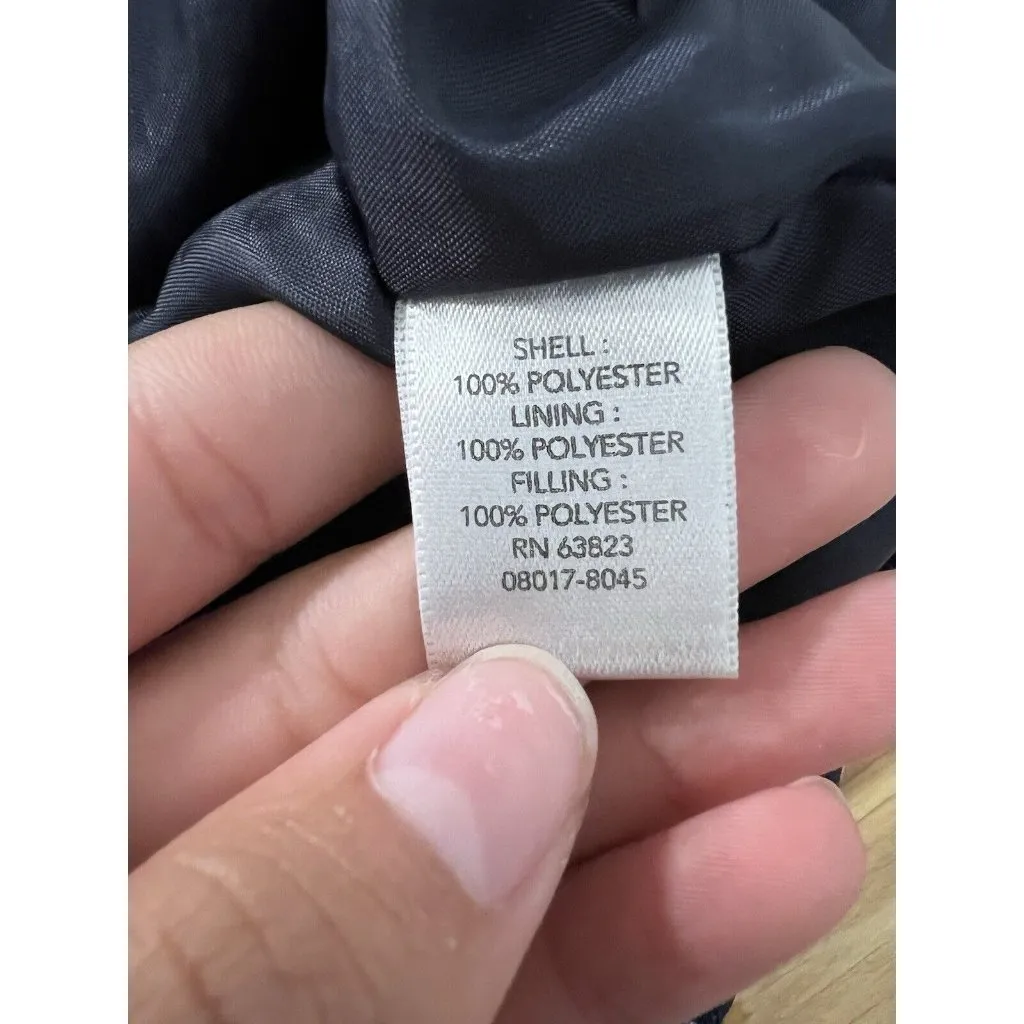 SHELL :
100% POLYESTER
LINING :
100% POLYESTER
FILLING :
100% POLYESTER
RN 63823
08017-8045